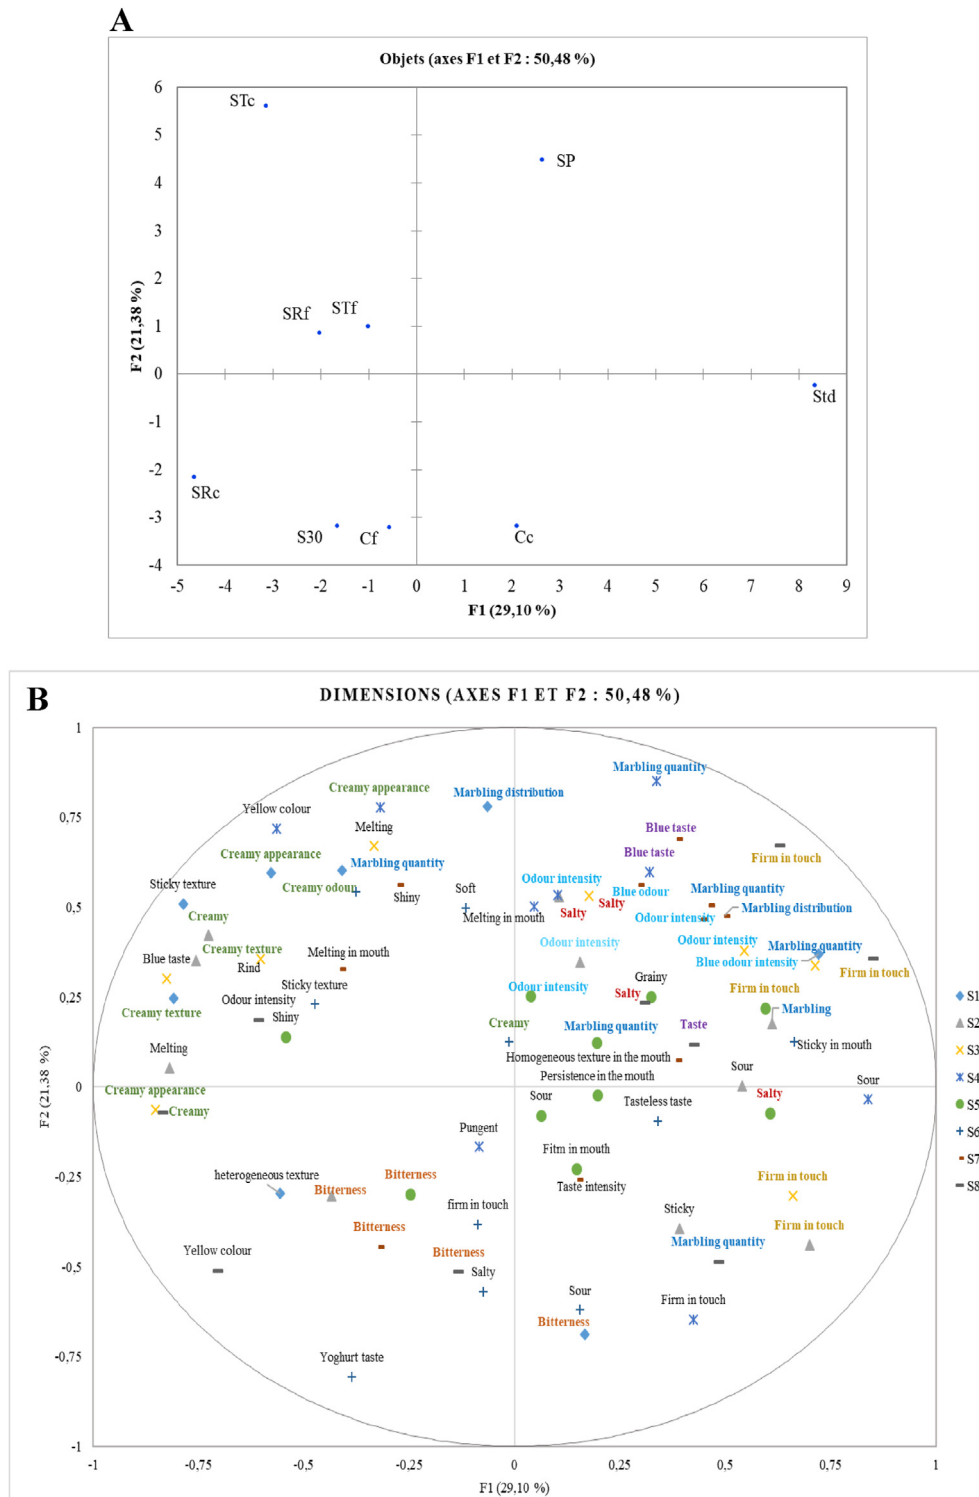 A
Objets (axes F1 et F2 : 50,48 %)
6
5
4
3
2
1
0
-1
-2
-3
-4
F2 (21,38 %)
STc
SP
SRf
STf
Std
SRc
S30
Cf
Cc
-5 -4 -3 -2 -1 0 1 2 3 4 5 6 7 8 9
F1 (29,10 %)
B
DIMENSIONS (AXES F1 ET F2 : 50,48 %)
1
0,75
0,5
0,25
0
-0,25
-0,5
-0,75
-1
F2 (21,38 %)
Marbling quantity
Creamy appearance
Marbling distribution
Yellow colour
Melting
Blue taste
Firm in touch
Blue taste
Creamy appearance
Marbling quantity
Creamy odour
Shiny
Soft
Odour intensity
Blue odour
Marbling quantity
Sticky texture
Salty
Marbling distribution
Creamy
Melting in mouth
Salty
Odour intensity
Creamy texture
Melting in mouth
Odour intensity
Odour intensity
Marbling quantity
Blue taste
Rind
Blue odour intensity
Firm in touch
Sticky texture
Odour intensity
Grainy
Firm in touch
Creamy texture
Odour intensity
Salty
Marbling
Shiny
Creamy
Marbling quantity
Taste
Melting
Homogeneous texture in the mouth
Sticky in mouth
Persistence in the mouth
Sour
Sour
Creamy appearance
Creamy
Sour
Tasteless taste
Salty
Pungent
Fitm in mouth
heterogeneous texture
Bitterness
Bitterness
Taste intensity
Firm in touch
firm in touch
Sticky
Bitterness
Firm in touch
Yellow colour
Bitterness
Salty
Marbling quantity
Sour
Firm in touch
Bitterness
Yoghurt taste
S1
S2
S3
S4
S5
S6
S7
S8
-1 -0,75 -0,5 -0,25 0 0,25 0,5 0,75 1
F1 (29,10 %)